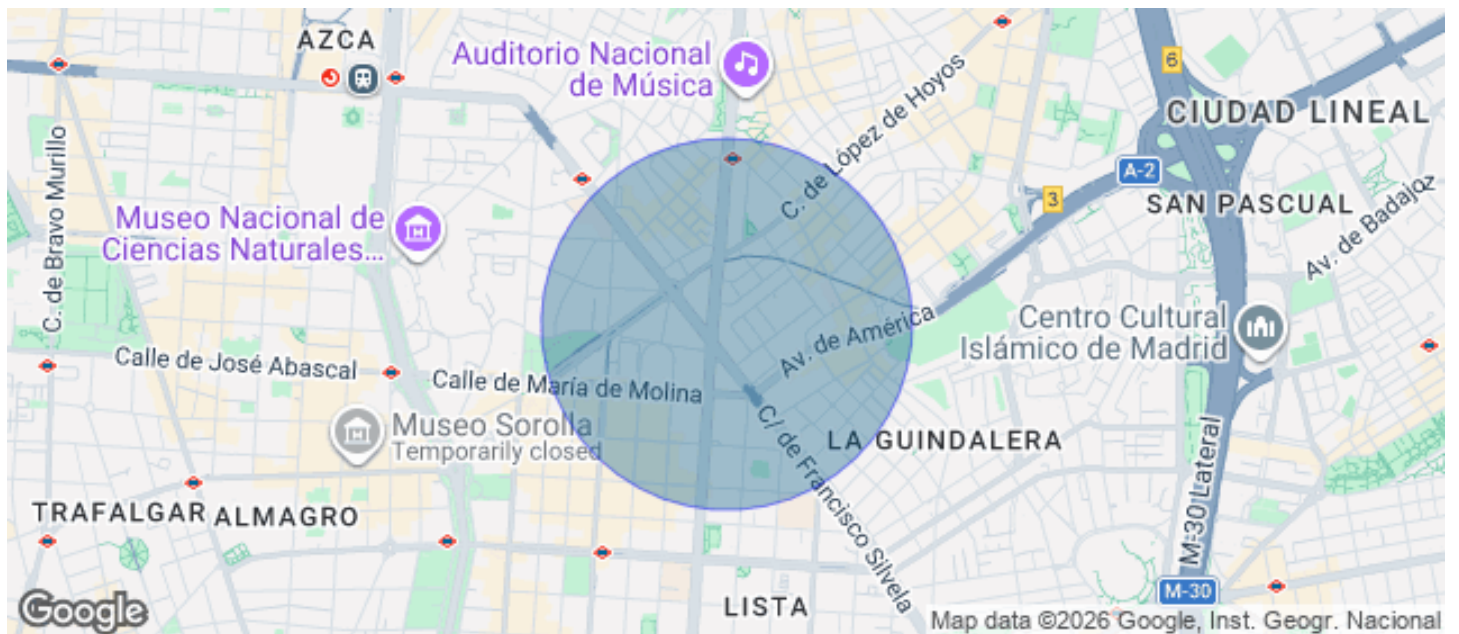 AZCA
Auditorio Nacional
de Música
6
CIUDAD LINEAL
C. de López de Hoyos
A-2
3
SAN PASCUAL
C. de Bravo Murillo
Museo Nacional de
Ciencias Naturales...
Av. de Badajoz
Av. de América
Centro Cultural
Islámico de Madrid
Calle de José Abascal
Calle de María de Molina
Museo Sorolla
Temporarily closed
C/ de Francisco Silvela
LA GUINDALERA
M-30 Lateral
TRAFALGAR
ALMAGRO
M-30
LISTA
Google
Map data ©2026 Google, Inst. Geogr. Nacional